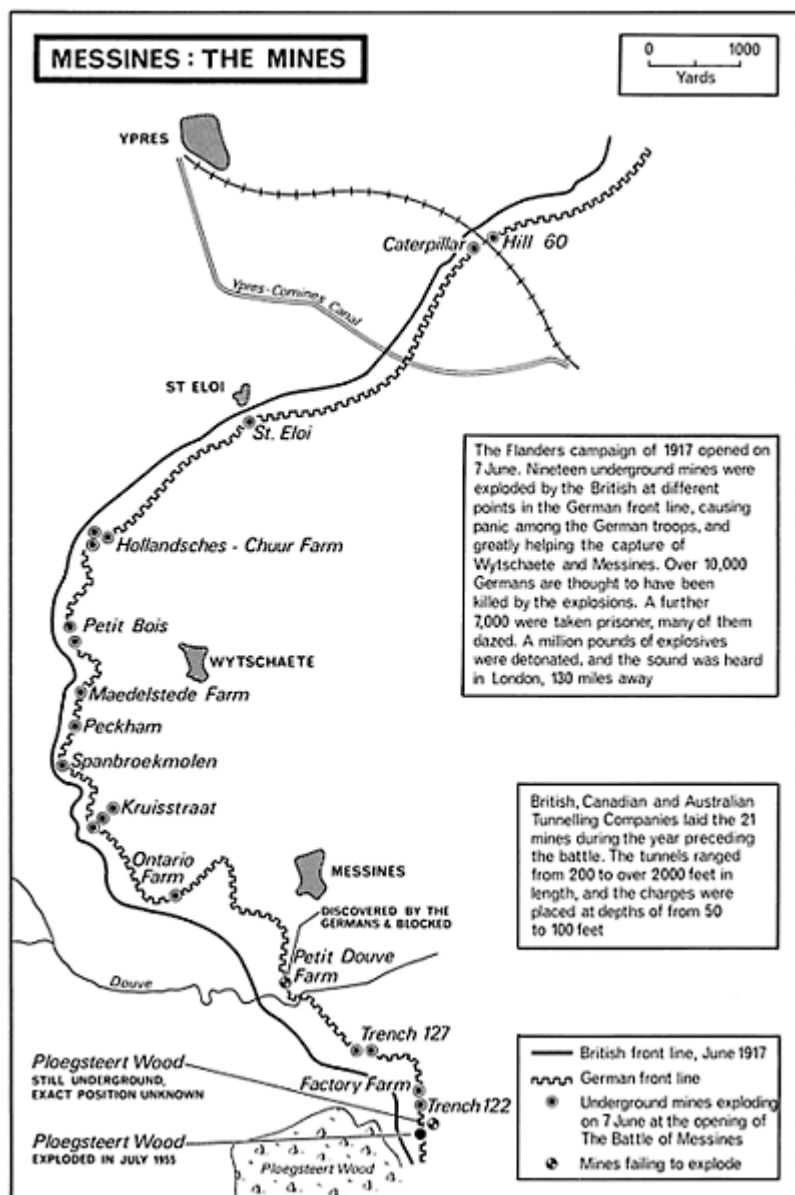 MESSINES : THE MINES
0 1000
Yards
YPRES
Caterpillar
Hill 60
Ypres-Comines Canal
ST ELOI
St. Eloi
The Flanders campaign of 1917 opened on
7 June. Nineteen underground mines were
exploded by the British at different
points in the German front line, causing
panic among the German troops, and
greatly helping the capture of
Wytschaete and Messines. Over 10,000
Germans are thought to have been
killed by the explosions. A further
7,000 were taken prisoner, many of them
dazed. A million pounds of explosives
were detonated, and the sound was heard
in London, 130 miles away
Hollandsches - Chuur Farm
Petit Bois
WYTSCHAETE
Maedelstede Farm
Peckham
Spanbroekmolen
Kruisstraat
British, Canadian and Australian
Tunnelling Companies laid the 21
mines during the year preceding
the battle. The tunnels ranged
from 200 to over 2000 feet in
length, and the charges were
placed at depths of from 50
to 100 feet
Ontario
Farm
MESSINES
DISCOVERED BY THE
GERMANS & BLOCKED
Petit Douve
Farm
Douve
Trench 127
Ploegsteert Wood
STILL UNDERGROUND,
EXACT POSITION UNKNOWN
Factory Farm
Trench 122
Ploegsteert Wood
EXPLODED IN JULY 1955
Ploegsteert Wood
British front line, June 1917
German front line
Underground mines exploding
on 7 June at the opening of
The Battle of Messines
Mines failing to explode